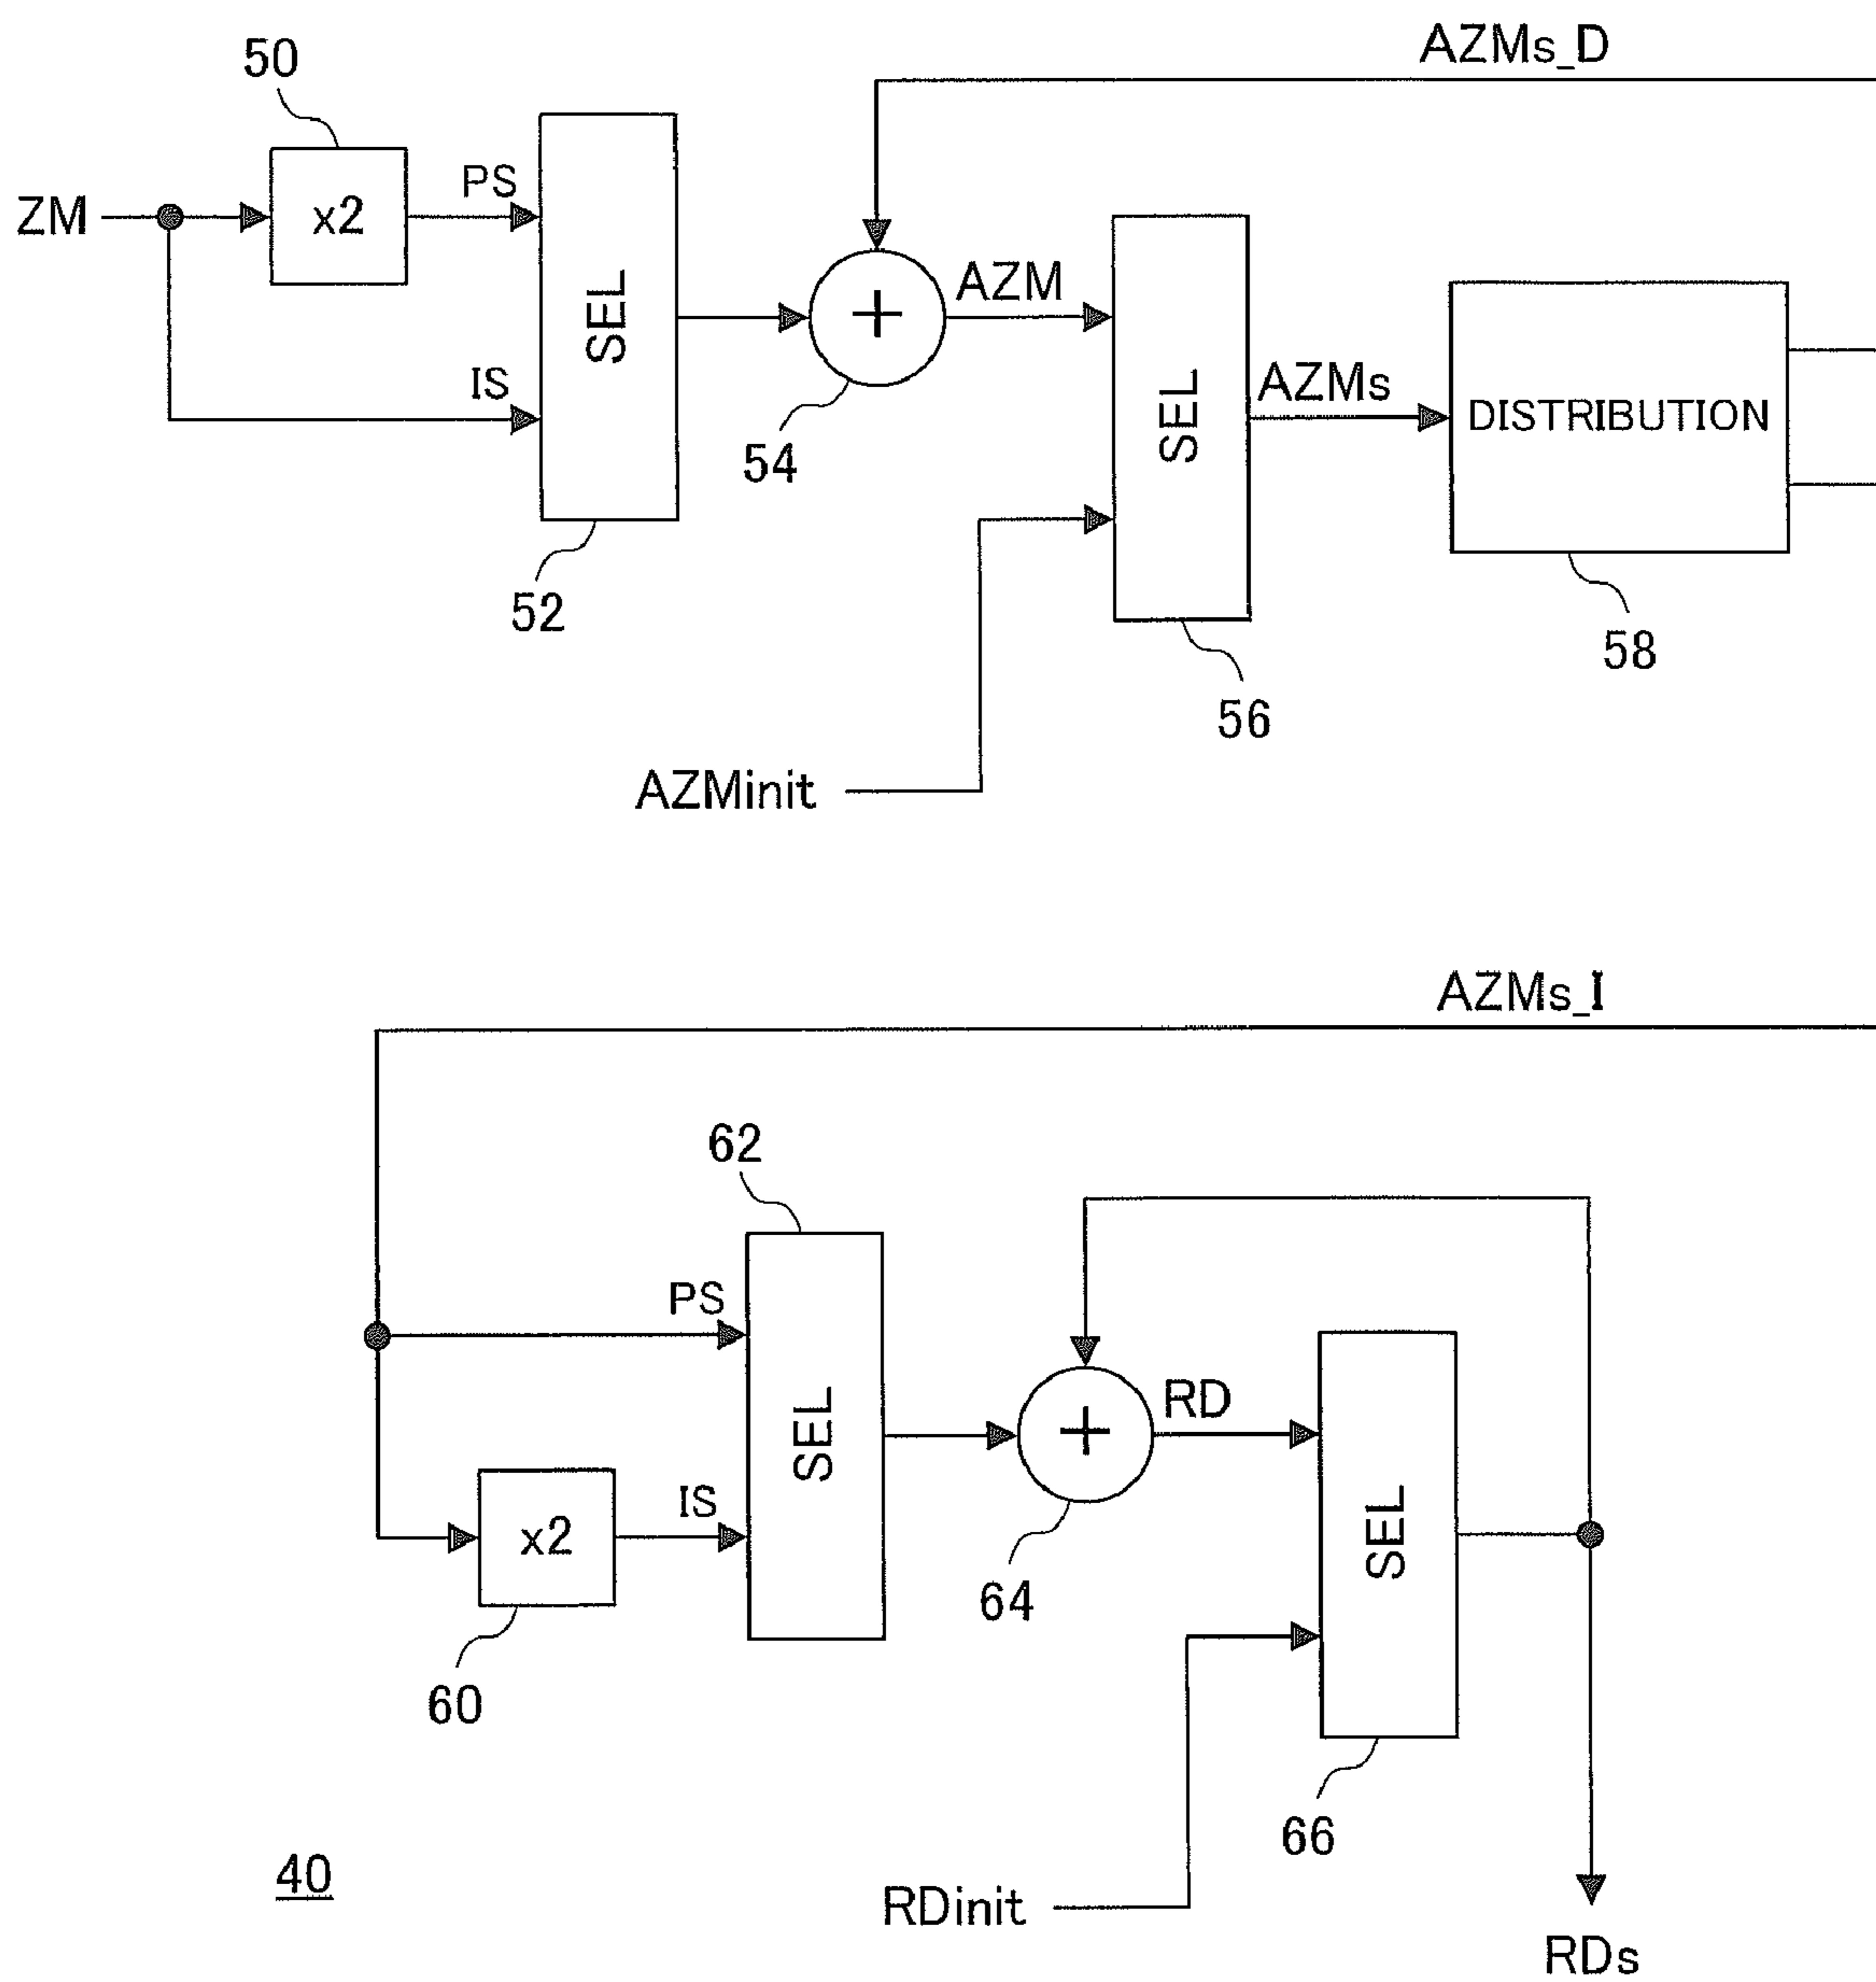 AZMs_D
50
ZM
x2
PS
IS
SEL
52
+
54
AZM
SEL
56
AZMs
DISTRIBUTION
58
AZMinit
AZMs_I
62
PS
x2
IS
60
SEL
+
64
RD
SEL
66
40
RDinit
RDs